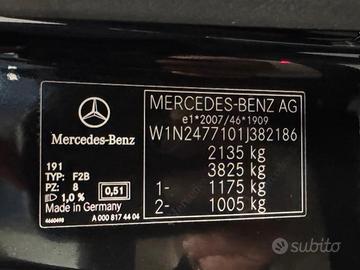 MERCEDES-BENZ AG
e1*2007/46*1909
W1N2477101J382186
2135 kg
3825 kg
1- 1175 kg
2- 1005 kg
Mercedes-Benz
191
TYP: F2B
PZ: 8 0,51
1,0 %
Made in Germany
4660498 A 000 817 44 04
subito